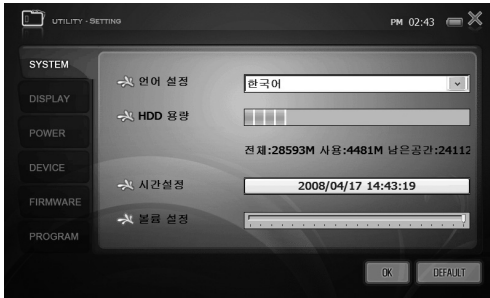 UTILITY - SETTING
PM 02:43
SYSTEM
DISPLAY
POWER
DEVICE
FIRMWARE
PROGRAM
언어 설정
한국어
HDD 용량
전체:28593M 사용:4481M 남은공간:24112
시간설정
2008/04/17 14:43:19
볼륨 설정
OK
DEFAULT